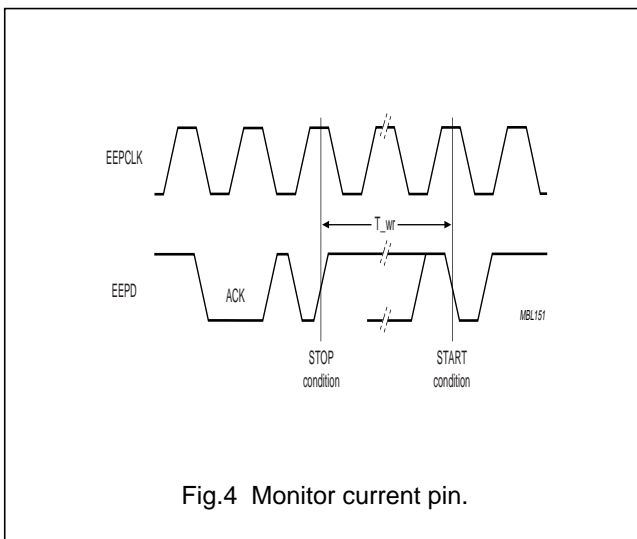 EEPCLK
T_wr
EEPD
ACK
MBL151
STOP
condition
START
condition
Fig.4 Monitor current pin.